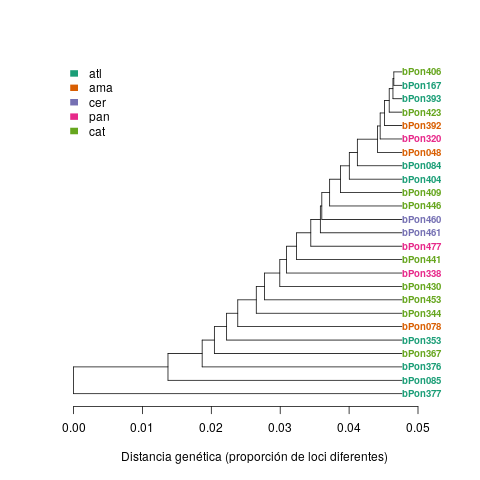 atl
ama
cer
pan
cat
bPon406
bPon167
bPon393
bPon423
bPon392
bPon320
bPon048
bPon084
bPon404
bPon409
bPon446
bPon460
bPon461
bPon477
bPon441
bPon338
bPon430
bPon453
bPon344
bPon078
bPon353
bPon367
bPon376
bPon085
bPon377
0.00 0.01 0.02 0.03 0.04 0.05
Distancia genética (proporción de loci diferentes)